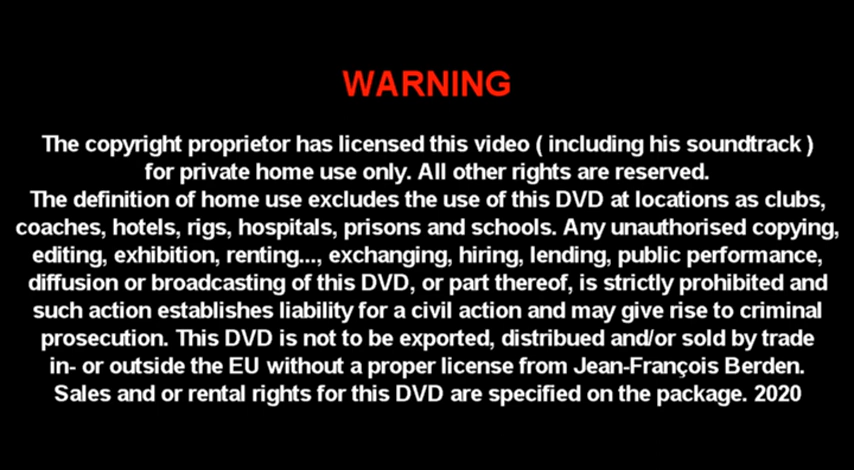 WARNING
The copyright proprietor has licensed this video ( including his soundtrack )
for private home use only. All other rights are reserved.
The definition of home use excludes the use of this DVD at locations as clubs,
coaches, hotels, rigs, hospitals, prisons and schools. Any unauthorised copying,
editing, exhibition, renting..., exchanging, hiring, lending, public performance,
diffusion or broadcasting of this DVD, or part thereof, is strictly prohibited and
such action establishes liability for a civil action and may give rise to criminal
prosecution. This DVD is not to be exported, distribued and/or sold by trade
in- or outside the EU without a proper license from Jean-François Berden.
Sales and or rental rights for this DVD are specified on the package. 2020